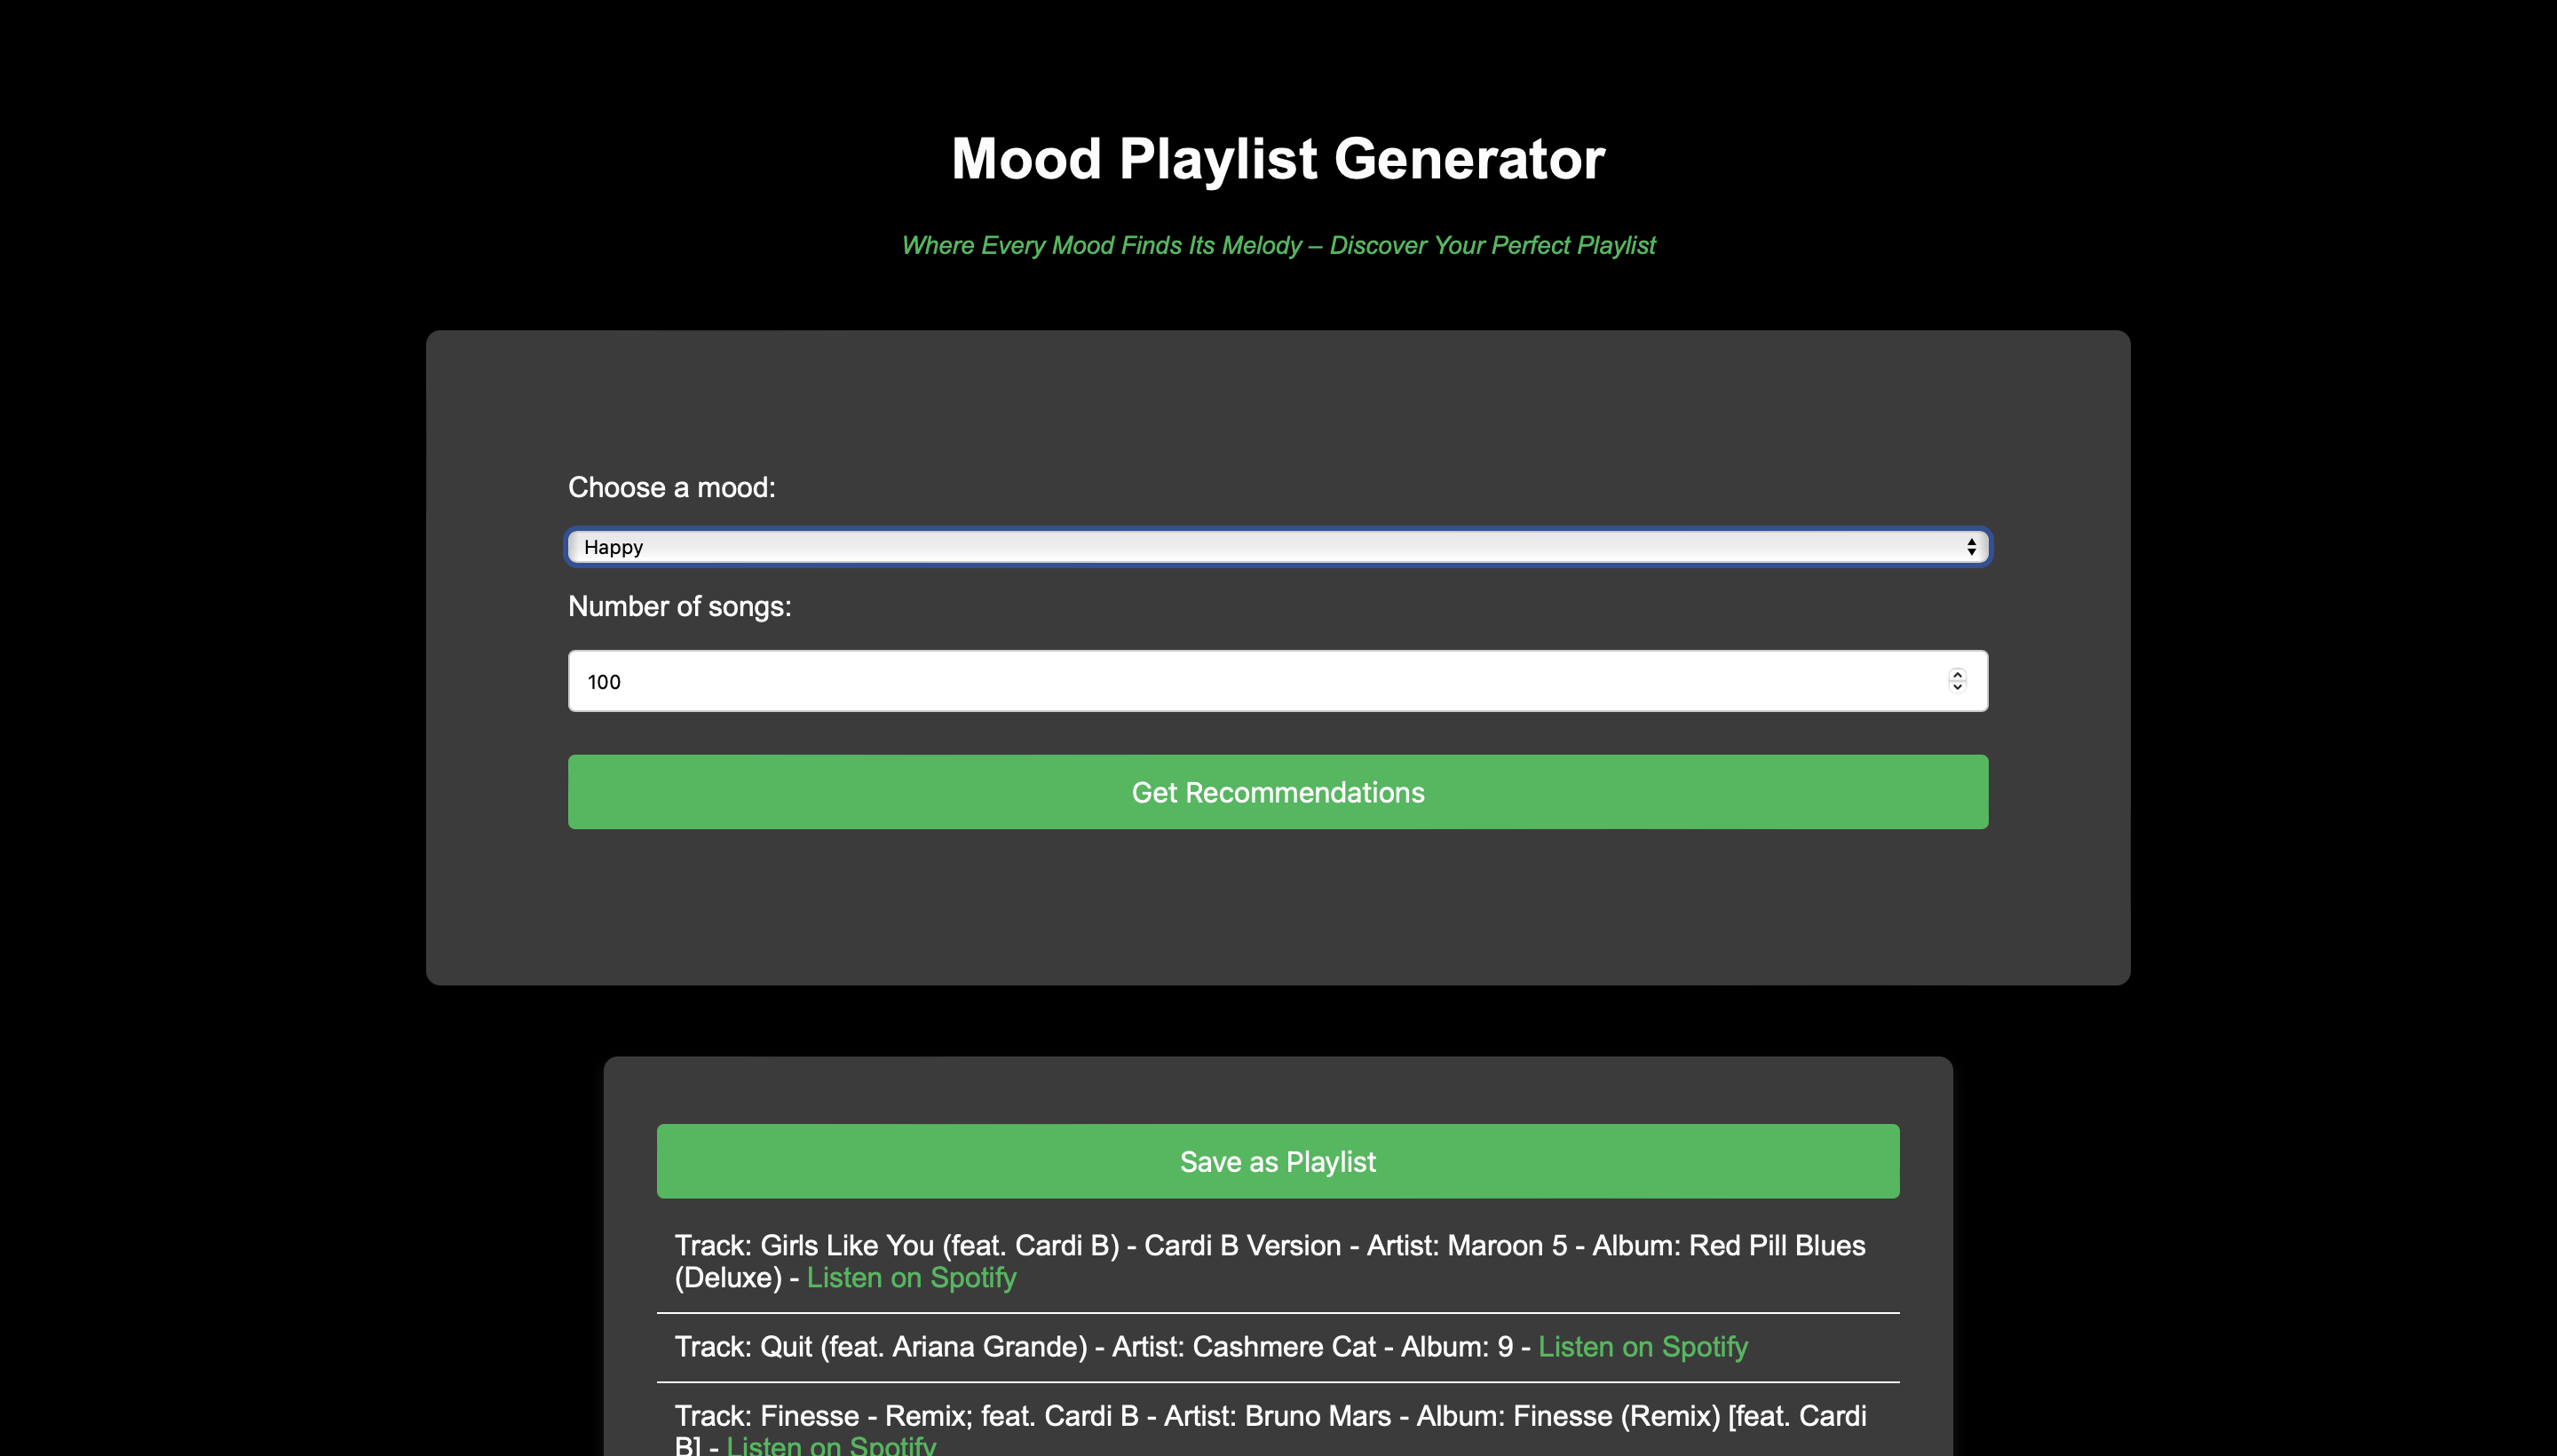 Mood Playlist Generator
Where Every Mood Finds Its Melody – Discover Your Perfect Playlist
Choose a mood:
Happy
Number of songs:
100
Get Recommendations
Save as Playlist
Track: Girls Like You (feat. Cardi B) - Cardi B Version - Artist: Maroon 5 - Album: Red Pill Blues
(Deluxe) - Listen on Spotify
Track: Quit (feat. Ariana Grande) - Artist: Cashmere Cat - Album: 9 - Listen on Spotify
Track: Finesse - Remix; feat. Cardi B - Artist: Bruno Mars - Album: Finesse (Remix) [feat. Cardi
B] - Listen on Spotify